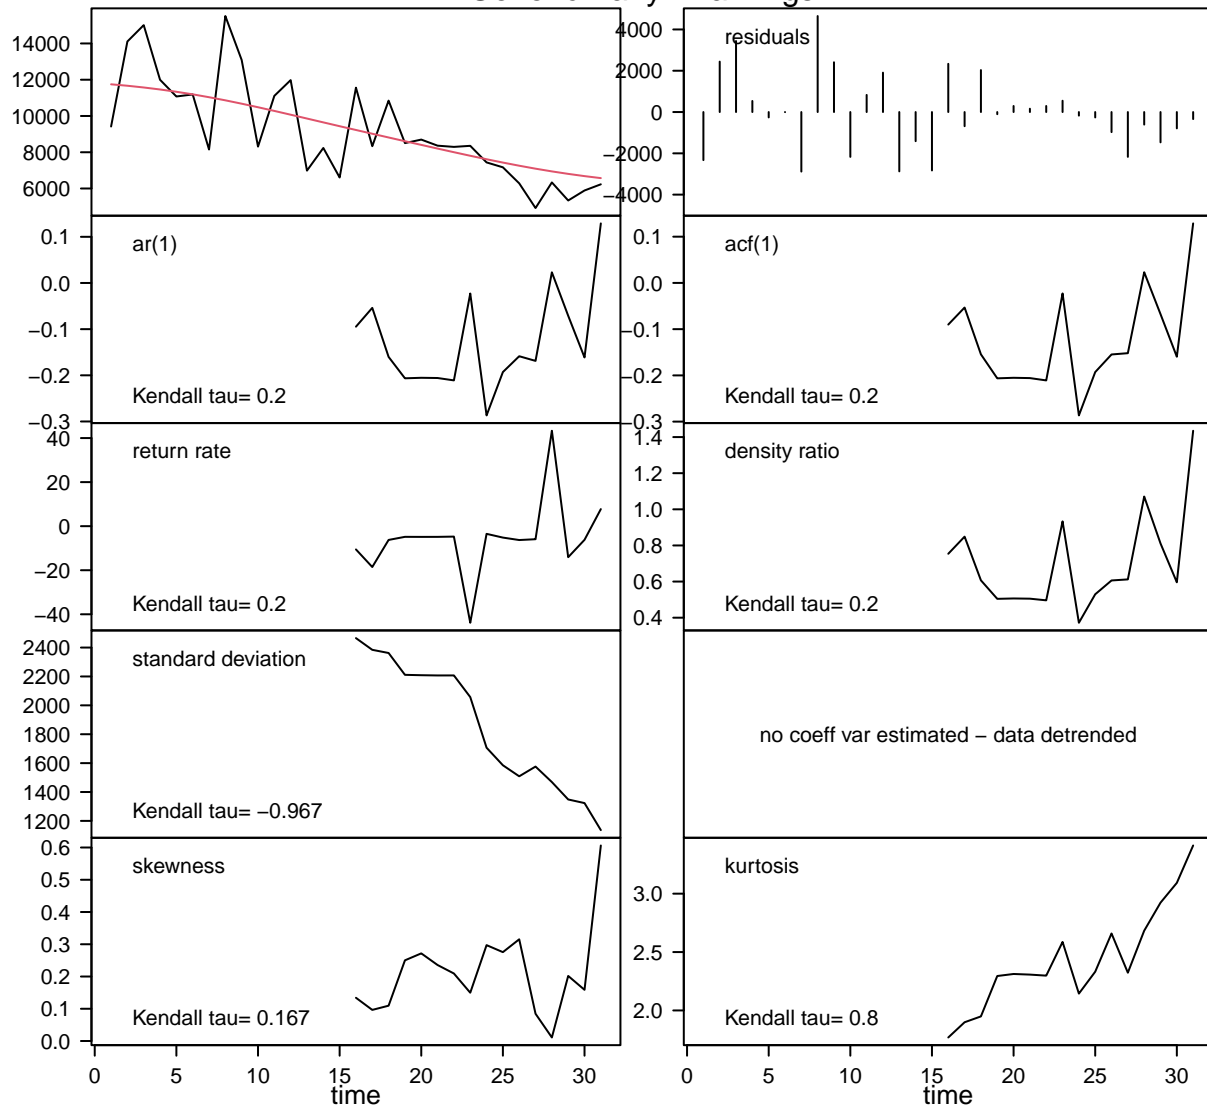 14000
12000
10000
8000
6000
residuals
4000
2000
0
−2000
−4000
ar(1)
0.1
0.0
−0.1
−0.2
−0.3
Kendall tau= 0.2
acf(1)
0.1
0.0
−0.1
−0.2
−0.3
Kendall tau= 0.2
return rate
40
20
0
−20
−40
Kendall tau= 0.2
density ratio
1.4
1.2
1.0
0.8
0.6
0.4
Kendall tau= 0.2
standard deviation
2400
2200
2000
1800
1600
1400
1200
Kendall tau= −0.967
no coeff var estimated − data detrended
skewness
0.6
0.5
0.4
0.3
0.2
0.1
0.0
Kendall tau= 0.167
0 5 10 15 20 25 30
time
kurtosis
3.0
2.5
2.0
Kendall tau= 0.8
0 5 10 15 20 25 30
time